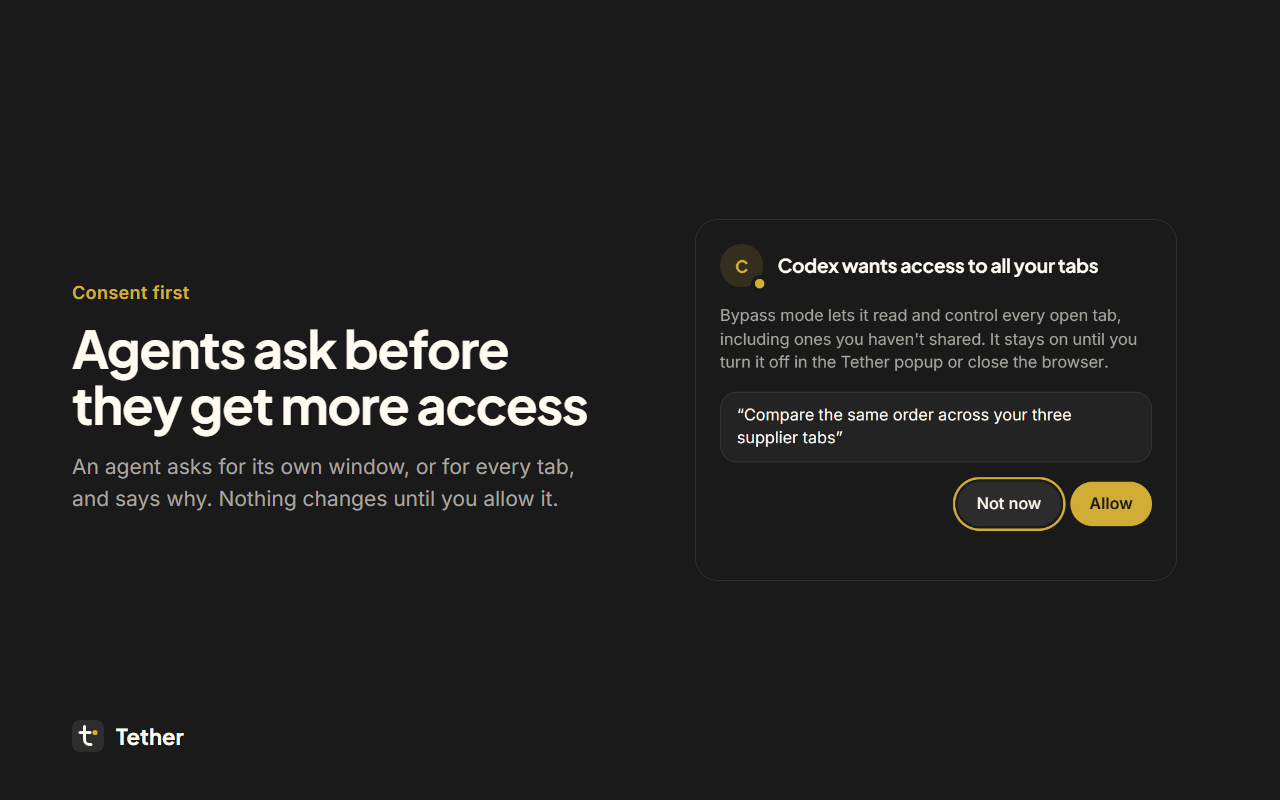 Consent first
Agents ask before
they get more access
An agent asks for its own window, or for every tab,
and says why. Nothing changes until you allow it.
C
Codex wants access to all your tabs
Bypass mode lets it read and control every open tab,
including ones you haven't shared. It stays on until you
turn it off in the Tether popup or close the browser.
“Compare the same order across your three
supplier tabs”
Not now
Allow
t
Tether